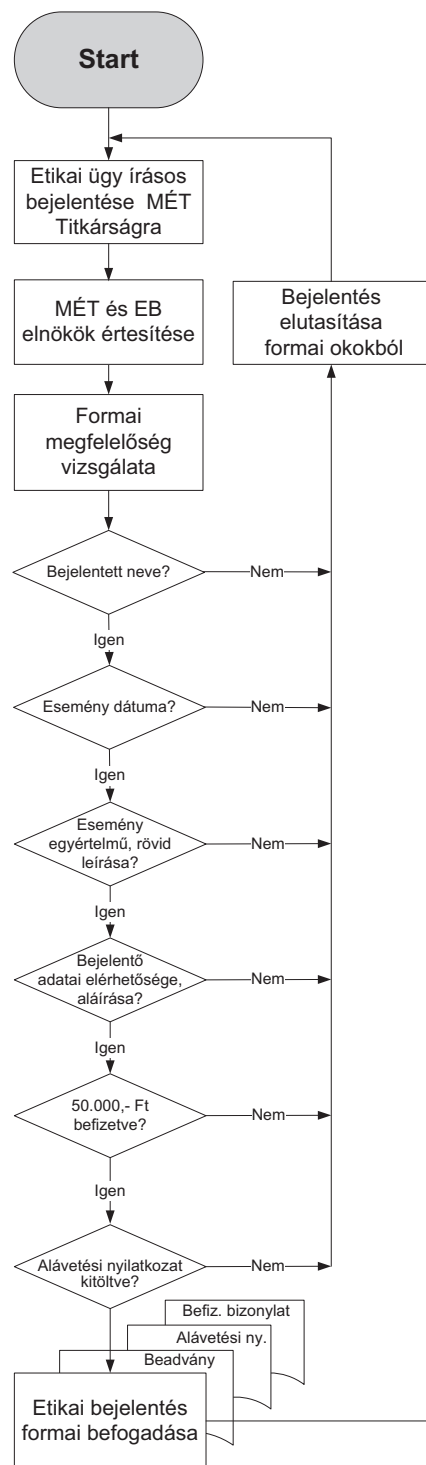 Start
Etikai ügy írásos
bejelentése MÉT
Titkárságra
MÉT és EB
elnökök értesítése
Bejelentés
elutasítása
formai okokból
Formai
megfelelőség
vizsgálata
Bejelentett neve?
Nem
Igen
Esemény dátuma?
Nem
Igen
Esemény
egyértelmű, rövid
leírása?
Nem
Igen
Bejelentő
adatai elérhetősége,
aláírása?
Nem
Igen
50.000,- Ft
befizetve?
Nem
Igen
Alávetési nyilatkozat
kitöltve?
Nem
Befiz. bizonylat
Alávetési ny.
Beadvány
Etikai bejelentés
formai befogadása